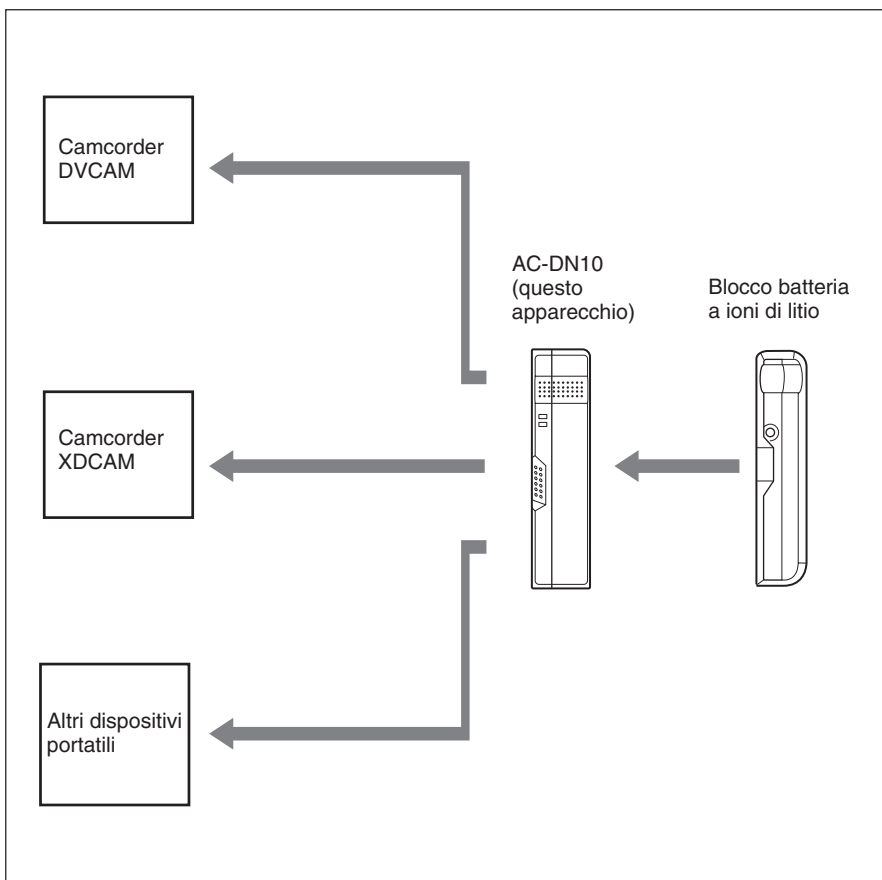 Camcorder
DVCAM
AC-DN10
(questo
apparecchio)
Blocco batteria
a ioni di litio
Camcorder
XDCAM
Altri dispositivi
portatili